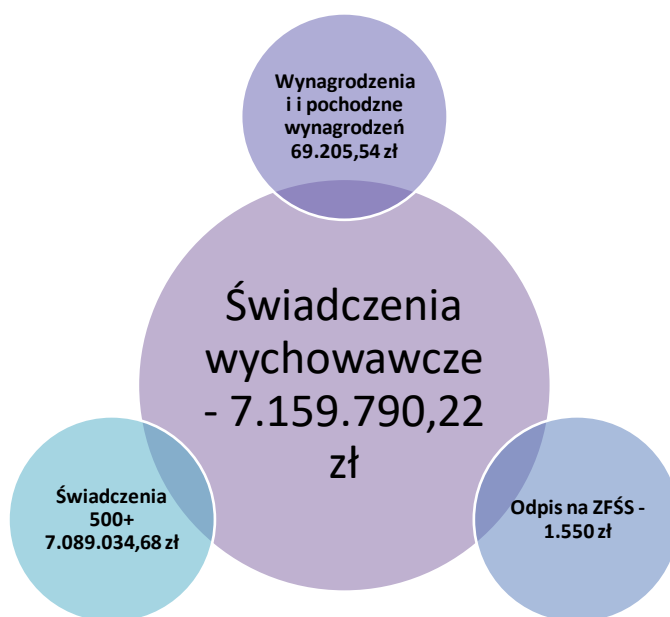 Wynagrodzenia
i i pochodzne
wynagrodzeń
69.205,54 zł
Świadczenia
wychowawcze
- 7.159.790,22
zł
Świadczenia
500+
7.089.034,68 zł
Odpis na ZFŚS -
1.550 zł